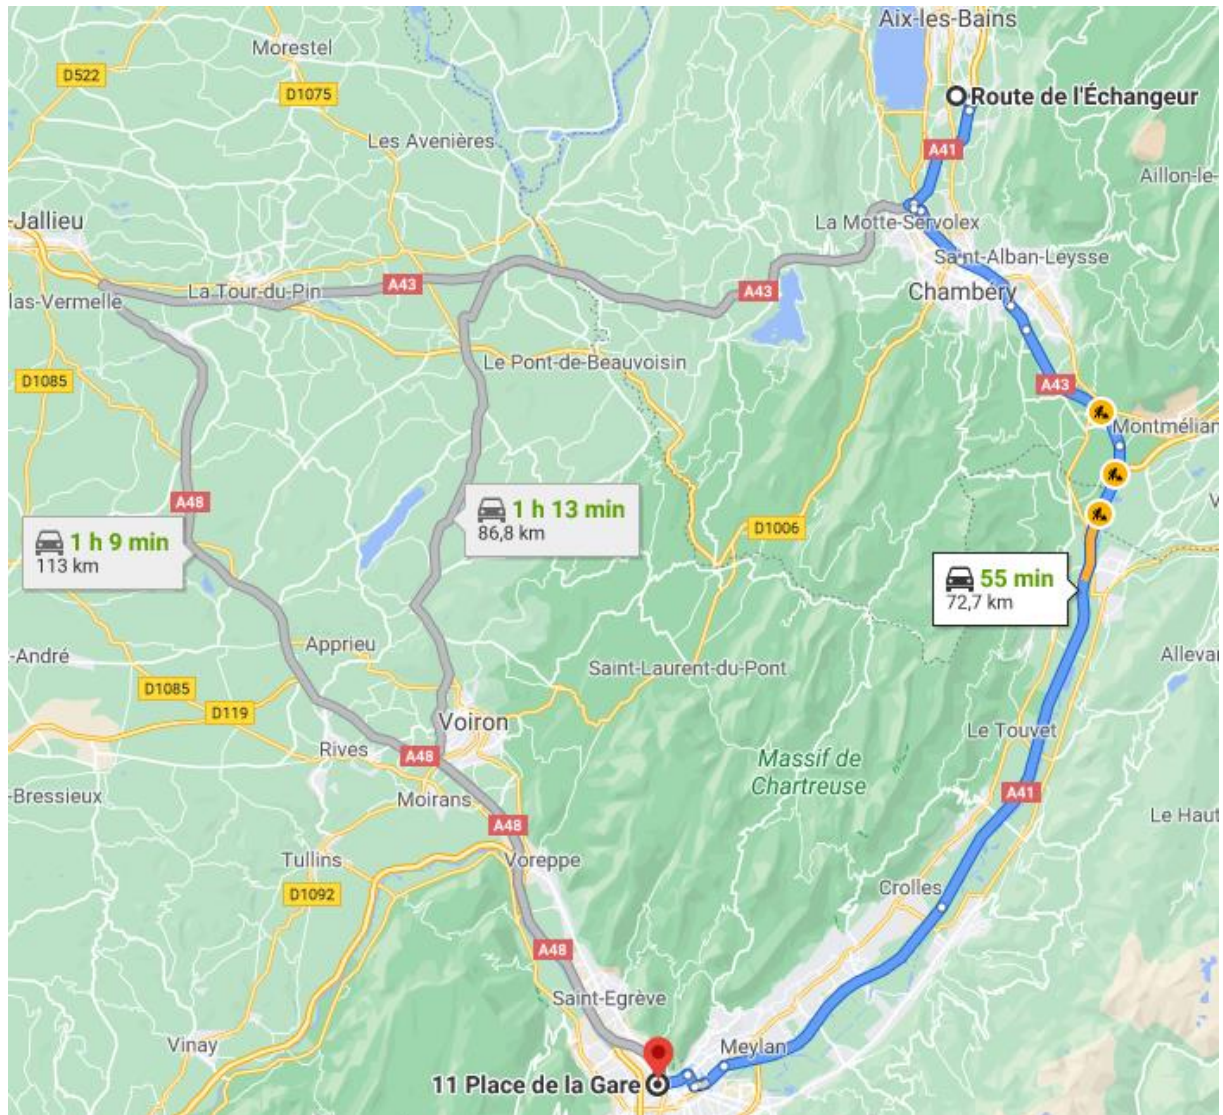 Aix-les-Bains
Morestel
D522
D1075
Route de l'Échangeur
Les Avenières
A41
Aillon-le-
-Jallieu
La Motte-Servolex
Saint-Alban-Leysse
A43
A43
Chambéry
La Tour-du-Pin
las-Vermelle
Le Pont-de-Beauvoisin
D1085
A43
Montmélian
A48
1 h 13 min
86,8 km
D1006
1 h 9 min
113 km
55 min
72,7 km
Apprieu
-André
Saint-Laurent-du-Pont
Allevar
D1085
D119
Voiron
Le Touvet
Rives
A48
Massif de
Chartreuse
-Bressieux
Moirans
A41
Le Haut
A48
Tullins
Voreppe
D1092
Crolles
A48
Saint-Egrève
Vinay
Meylan
11 Place de la Gare